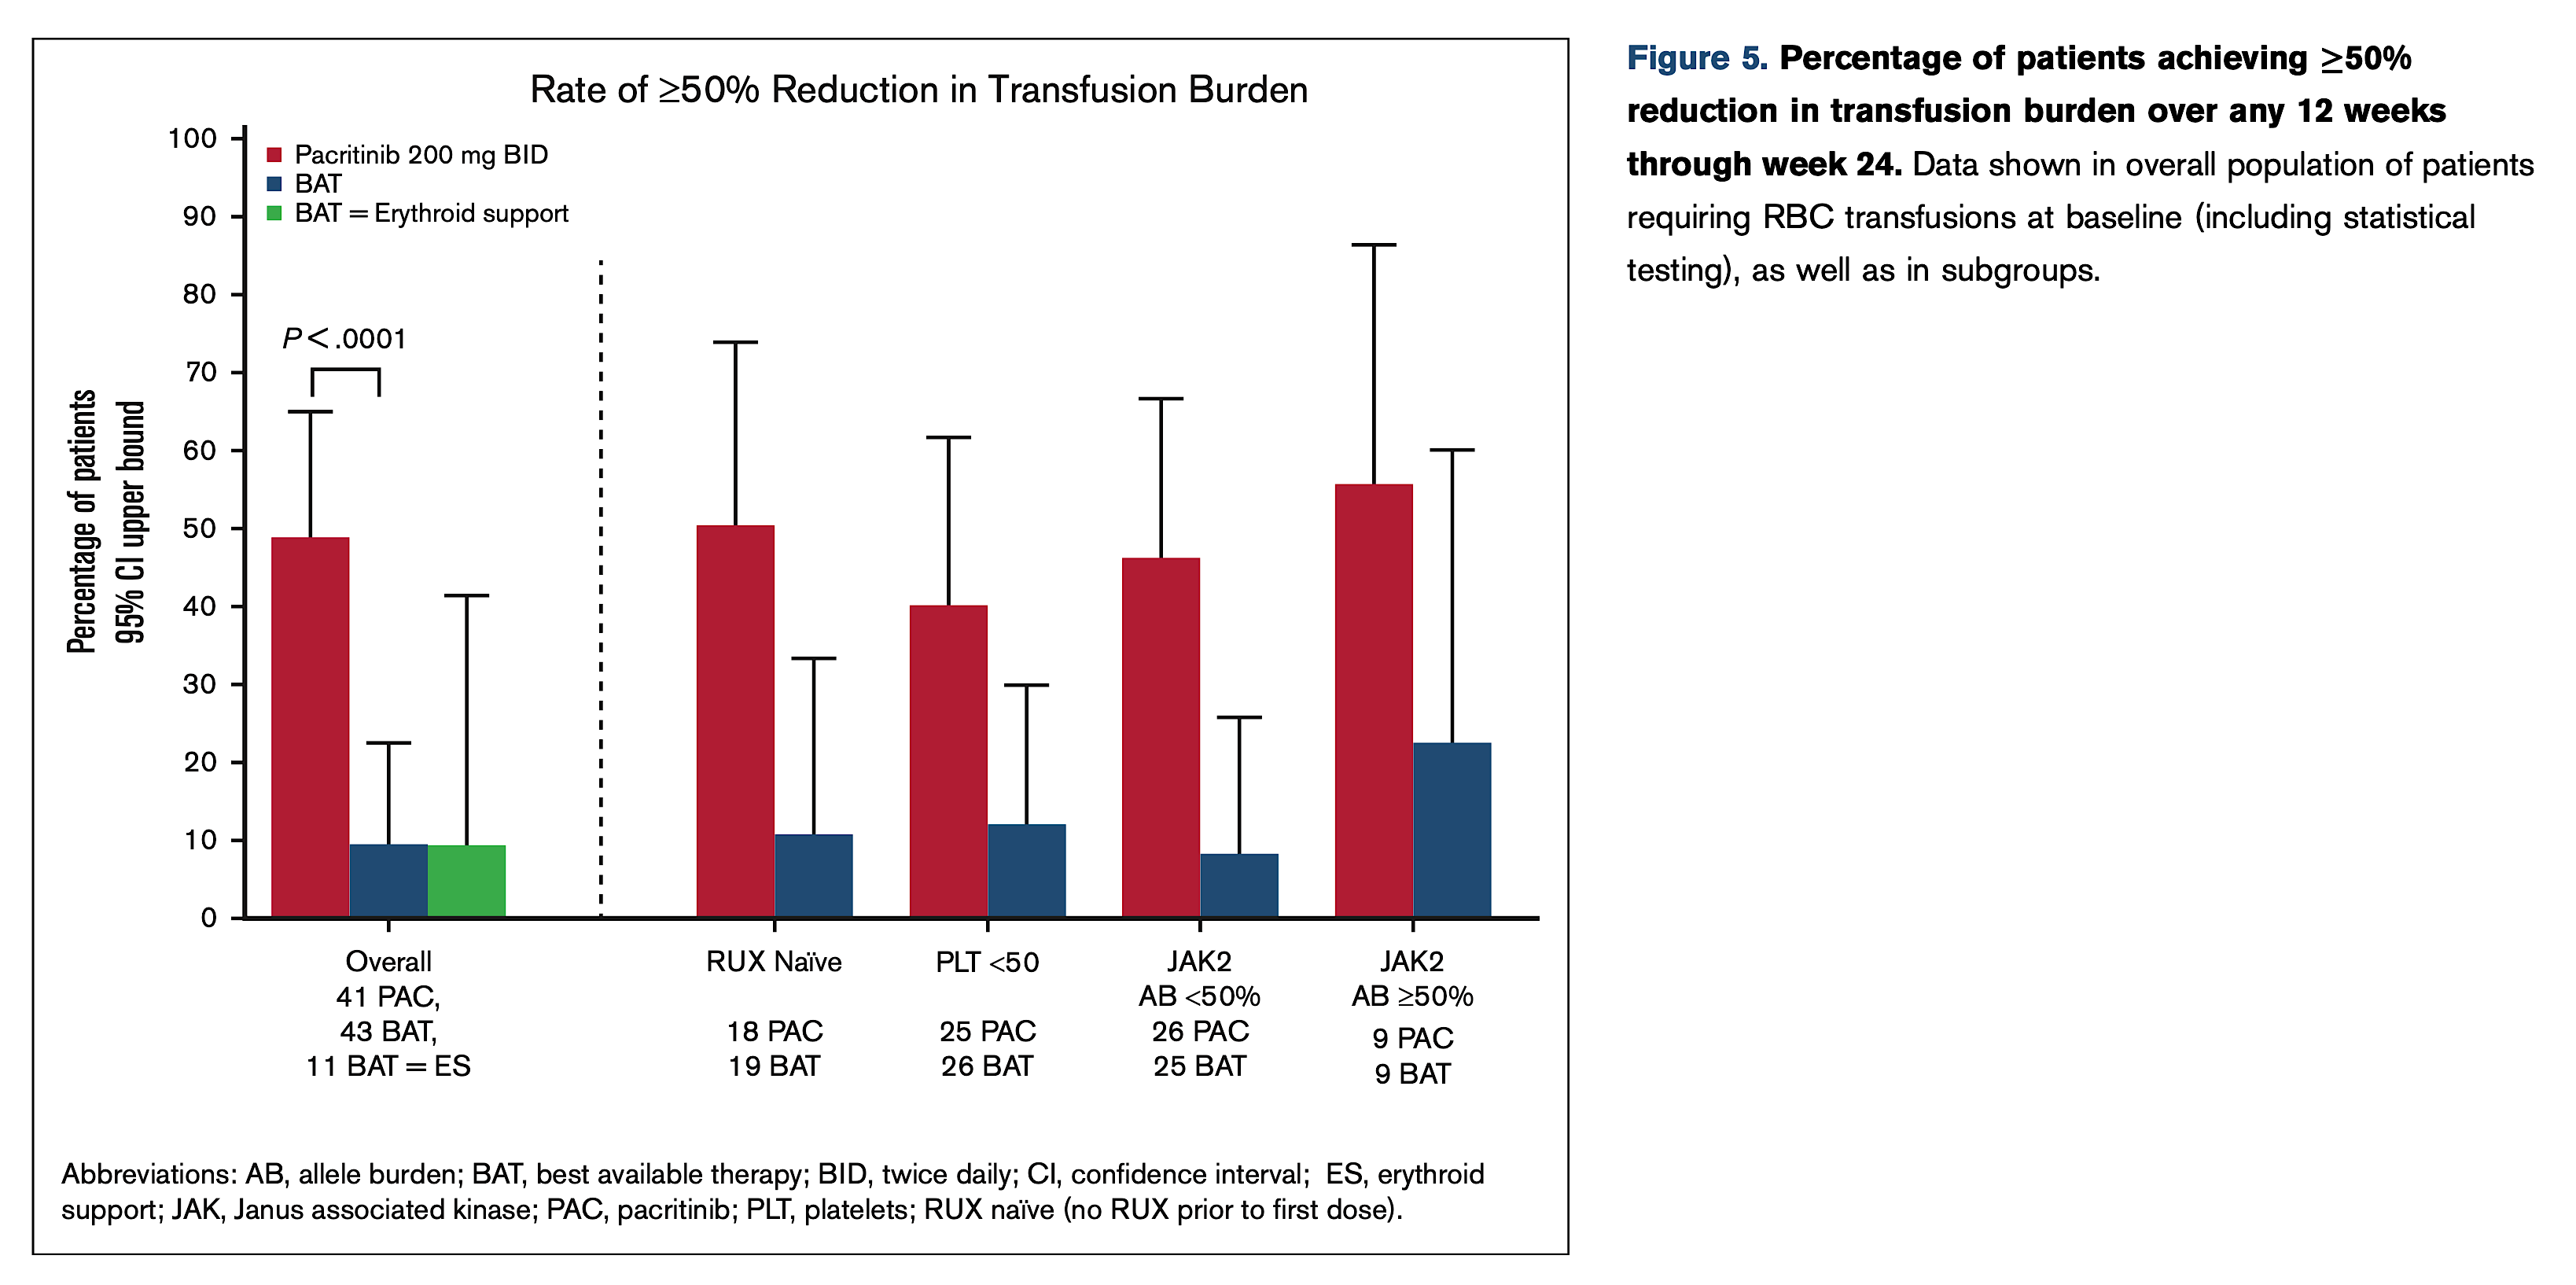 Rate of ≥50% Reduction in Transfusion Burden
100
90
80
70
60
50
40
30
20
10
0
Percentage of patients
95% CI upper bound
Pacritinib 200 mg BID
BAT
BAT = Erythroid support
P < .0001
Overall
41 PAC,
43 BAT,
11 BAT = ES
RUX Naïve
18 PAC
19 BAT
PLT <50
25 PAC
26 BAT
JAK2
AB <50%
26 PAC
25 BAT
JAK2
AB ≥50%
9 PAC
9 BAT
Abbreviations: AB, allele burden; BAT, best available therapy; BID, twice daily; CI, confidence interval; ES, erythroid
support; JAK, Janus associated kinase; PAC, pacritinib; PLT, platelets; RUX naïve (no RUX prior to first dose).
Figure 5. Percentage of patients achieving ≥50%
reduction in transfusion burden over any 12 weeks
through week 24. Data shown in overall population of patients
requiring RBC transfusions at baseline (including statistical
testing), as well as in subgroups.